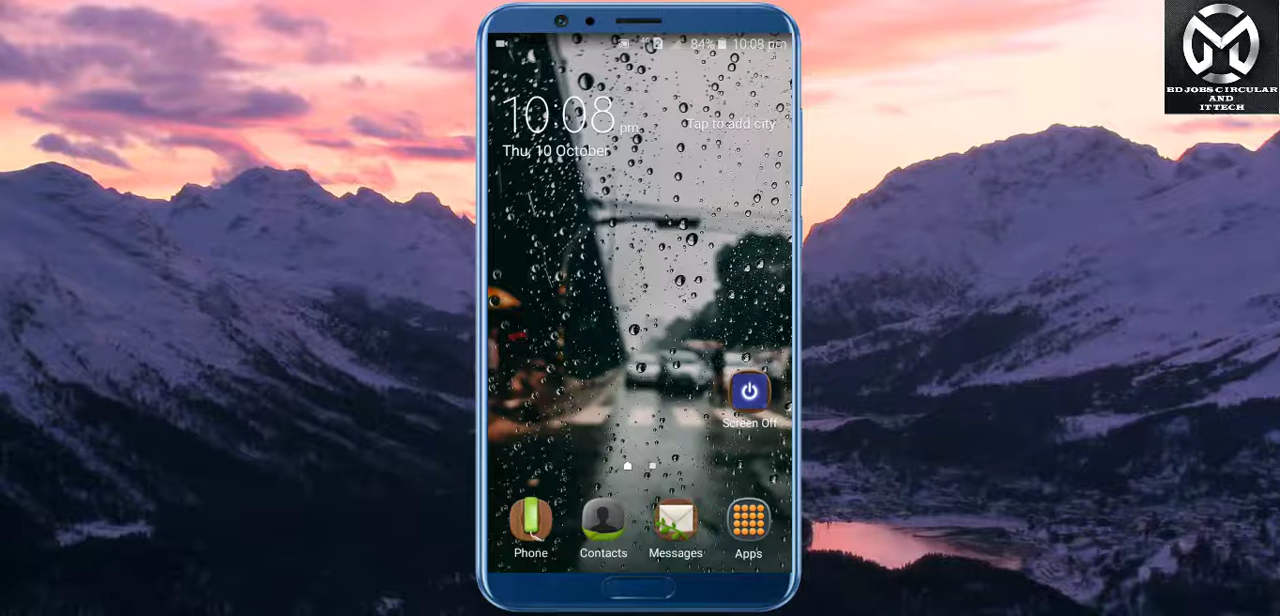 84% 10:08 pm
10:08 pm
Tap to add city
Thu, 10 October
Screen Off
Phone
Contacts
Messages
Apps
BD JOBS CIRCULAR
AND
IT TECH